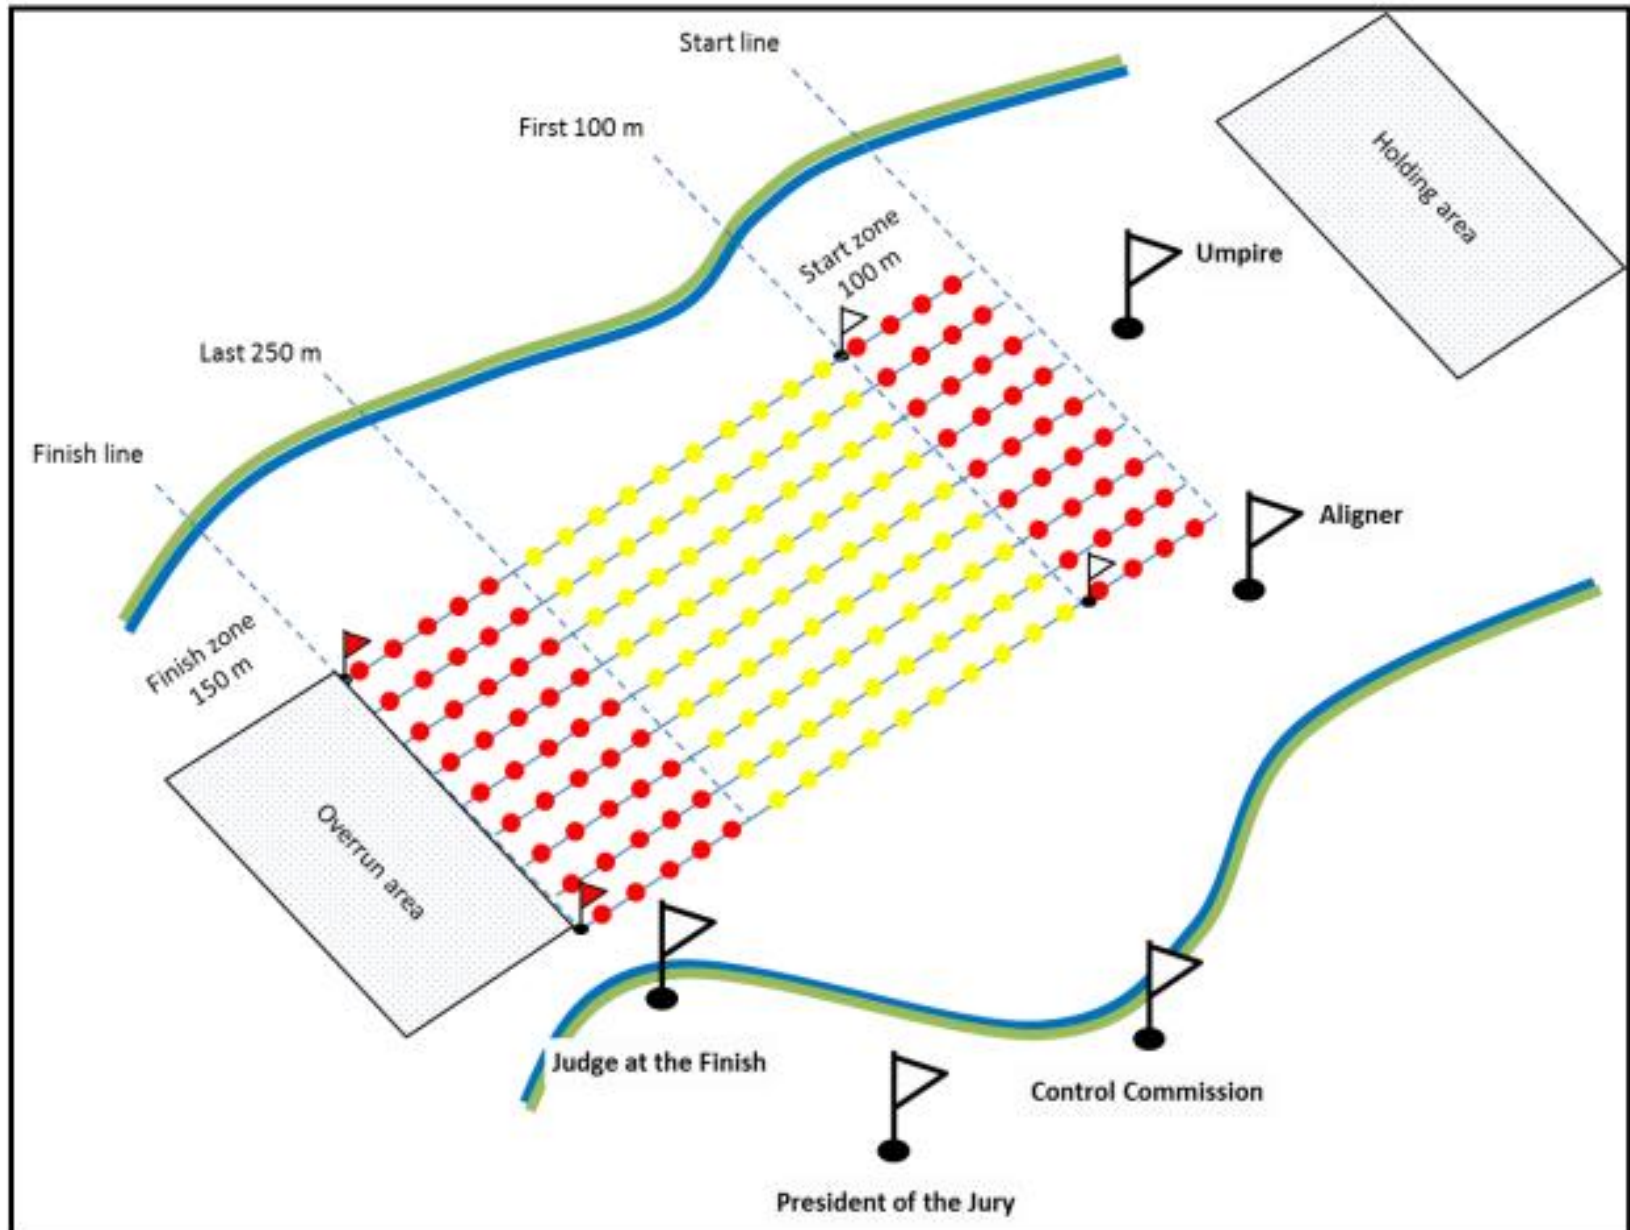 Start line
First 100 m
Holding area
Start zone
100 m
Umpire
Last 250 m
Finish line
Aligner
Finish zone
150 m
Overrun area
Judge at the Finish
Control Commission
President of the Jury